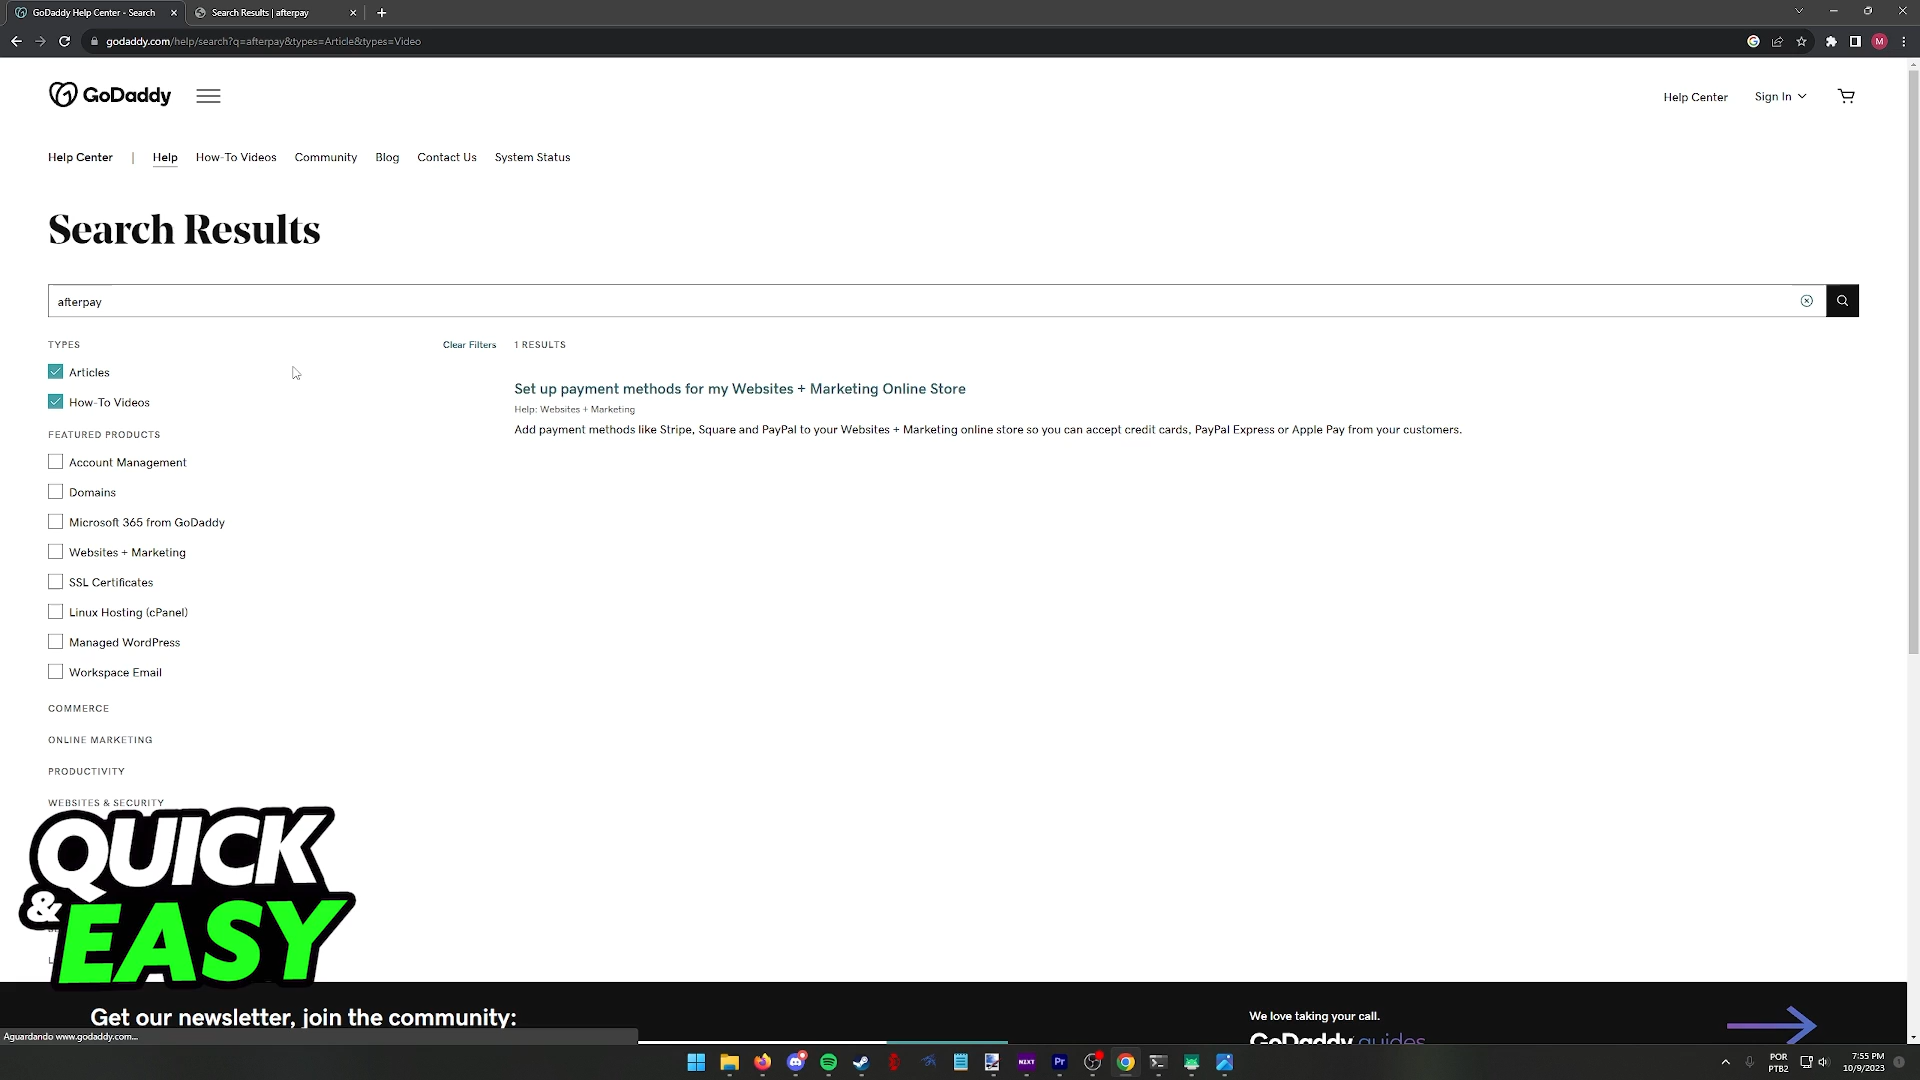 GoDaddy Help Center - Search
Search Results | afterpay
godaddy.com/help/search?q=afterpay&types=Article&types=Video
M
GoDaddy
Help Center
Sign In
Help Center | Help How-To Videos Community Blog Contact Us System Status
Search Results
afterpay
TYPES
Clear Filters
1 RESULTS
Articles
How-To Videos
Set up payment methods for my Websites + Marketing Online Store
Help: Websites + Marketing
Add payment methods like Stripe, Square and PayPal to your Websites + Marketing online store so you can accept credit cards, PayPal Express or Apple Pay from your customers.
FEATURED PRODUCTS
Account Management
Domains
Microsoft 365 from GoDaddy
Websites + Marketing
SSL Certificates
Linux Hosting (cPanel)
Managed WordPress
Workspace Email
COMMERCE
ONLINE MARKETING
PRODUCTIVITY
WEBSITES & SECURITY
QUICK
& EASY
Get our newsletter, join the community:
We love taking your call.
GoDaddy guides
Aguardando www.godaddy.com...
NEXT
Pr
POR
PTB2
7:55 PM
10/9/2023